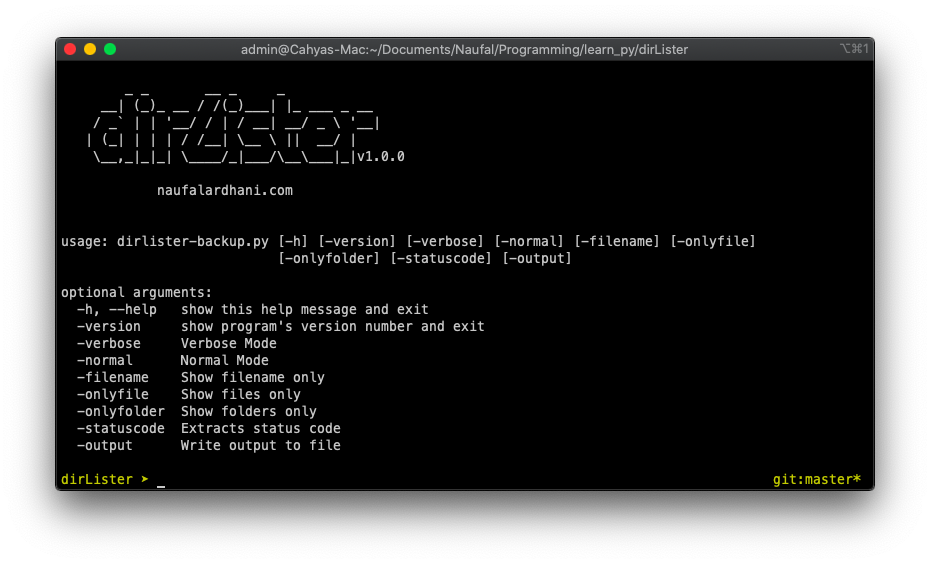 admin@Cahyas-Mac:~/Documents/Naufal/Programming/learn_py/dirLister
⌥⌘1
dirLister
v1.0.0
naufalardhani.com
usage: dirlister-backup.py [-h] [-version] [-verbose] [-normal] [-filename] [-onlyfile]
[-onlyfolder] [-statuscode] [-output]
optional arguments:
-h, --help show this help message and exit
-version show program's version number and exit
-verbose Verbose Mode
-normal Normal Mode
-filename Show filename only
-onlyfile Show files only
-onlyfolder Show folders only
-statuscode Extracts status code
-output Write output to file
dirLister ➤ _ git:master*